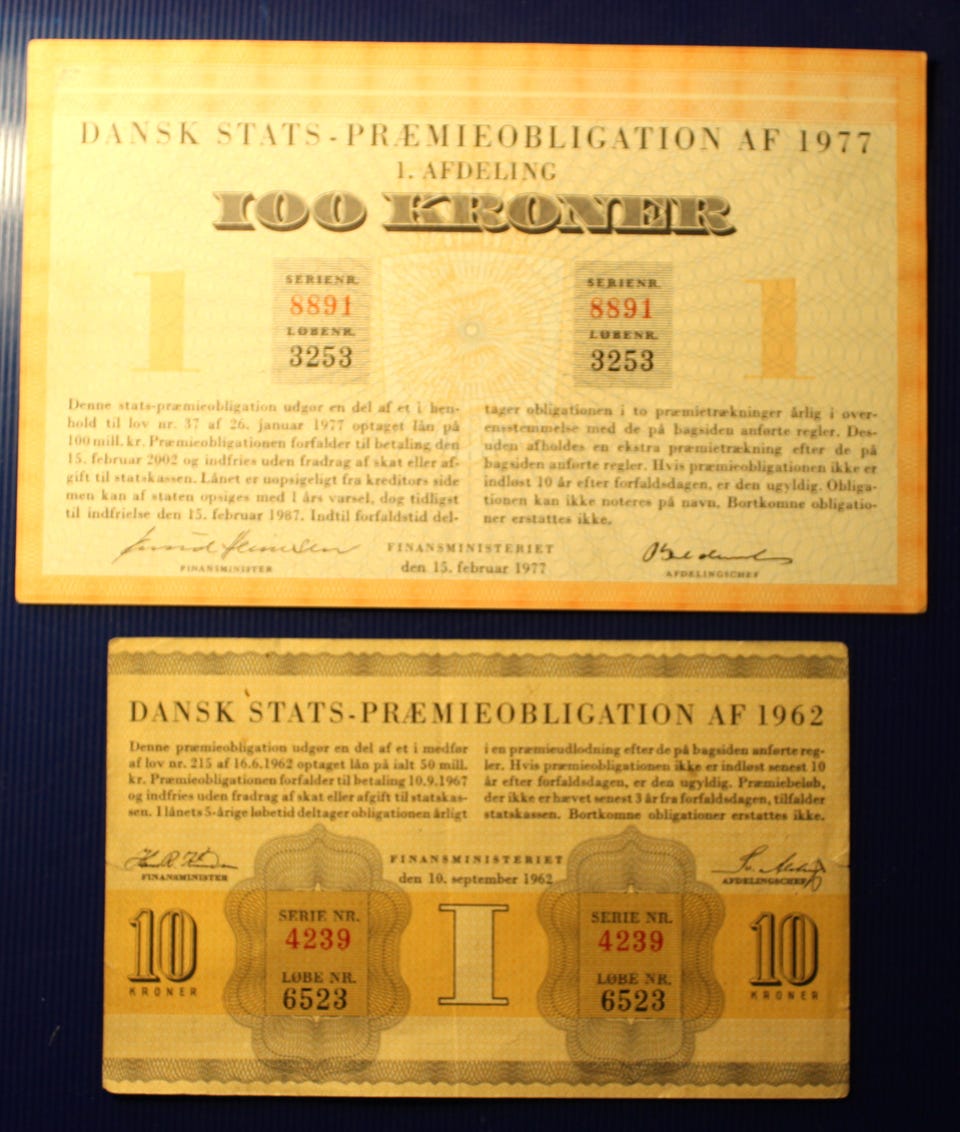 DANSK STATS-PRÆMIEOBLIGATION AF 1977
1. AFDELING
100 KRONER
1
SERIENR.
8891
LØBENR.
3253
SERIENR.
8891
LØBENR.
3253
1
Denne stats-præmieobligation udgør en del af et i hen-
hold til lov nr. 37 af 26. januar 1977 optaget lån på
100 mill. kr. Præmieobligationen forfalder til betaling den
15. februar 2002 og indfries uden fradrag af skat eller af-
gift til statskassen. Lånet er uopsigeligt fra kreditors side
men kan af staten opsiges med 1 års varsel, dog tidligst
til indfrielse den 15. februar 1987. Indtil forfaldstid del-
tager obligationen i to præmietrækninger årlig i over-
ensstemmelse med de på bagsiden anførte regler. Des-
uden afholdes en ekstra præmietrækning efter de på
bagsiden anførte regler. Hvis præmieobligationen ikke er
indløst 10 år efter forfaldsdagen, er den ugyldig. Obliga-
tionen kan ikke noteres på navn. Bortkomne obligatio-
ner erstattes ikke.
FINANSMINISTER
FINANSMINISTERIET
den 15. februar 1977
AFDELINGSCHEF
DANSK STATS-PRÆMIEOBLIGATION AF 1962
Denne præmieobligation udgør en del af et i medfør
af lov nr. 215 af 16.6.1962 optaget lån på ialt 50 mill.
kr. Præmieobligationen forfalder til betaling 10.9.1967
og indfries uden fradrag af skat eller afgift til statskas-
sen. I lånets 5-årige løbetid deltager obligationen årligt
i en præmieudlodning efter de på bagsiden anførte reg-
ler. Hvis præmieobligationen ikke er indløst senest 10
år efter forfaldsdagen, er den ugyldig. Præmiebeløb,
der ikke er hævet senest 3 år fra forfaldsdagen, tilfalder
statskassen. Bortkomne obligationer erstattes ikke.
FINANSMINISTER
FINANSMINISTERIET
den 10. september 1962
AFDELINGSCHEF
10
KRONER
SERIE NR.
4239
LØBE NR.
6523
I
SERIE NR.
4239
LØBE NR.
6523
10
KRONER